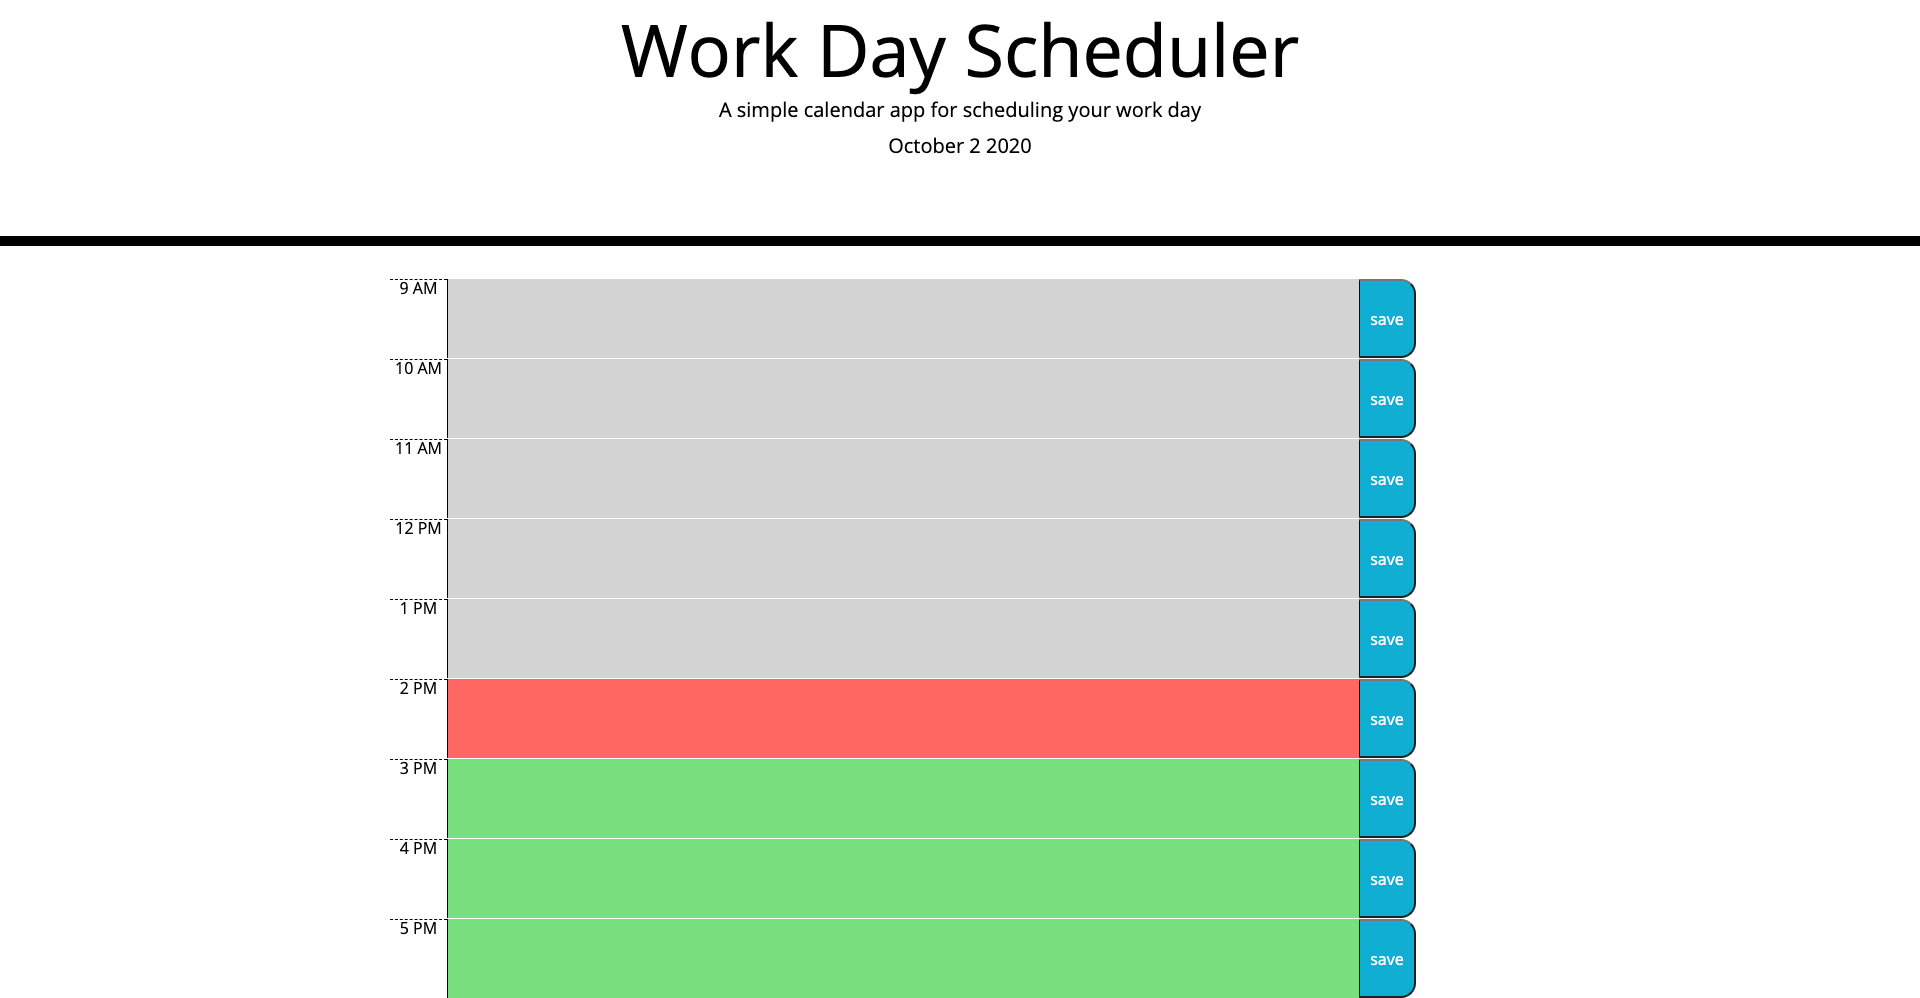 Work Day Scheduler
A simple calendar app for scheduling your work day
October 2 2020
9 AM
save
10 AM
save
11 AM
save
12 PM
save
1 PM
save
2 PM
save
3 PM
save
4 PM
save
5 PM
save